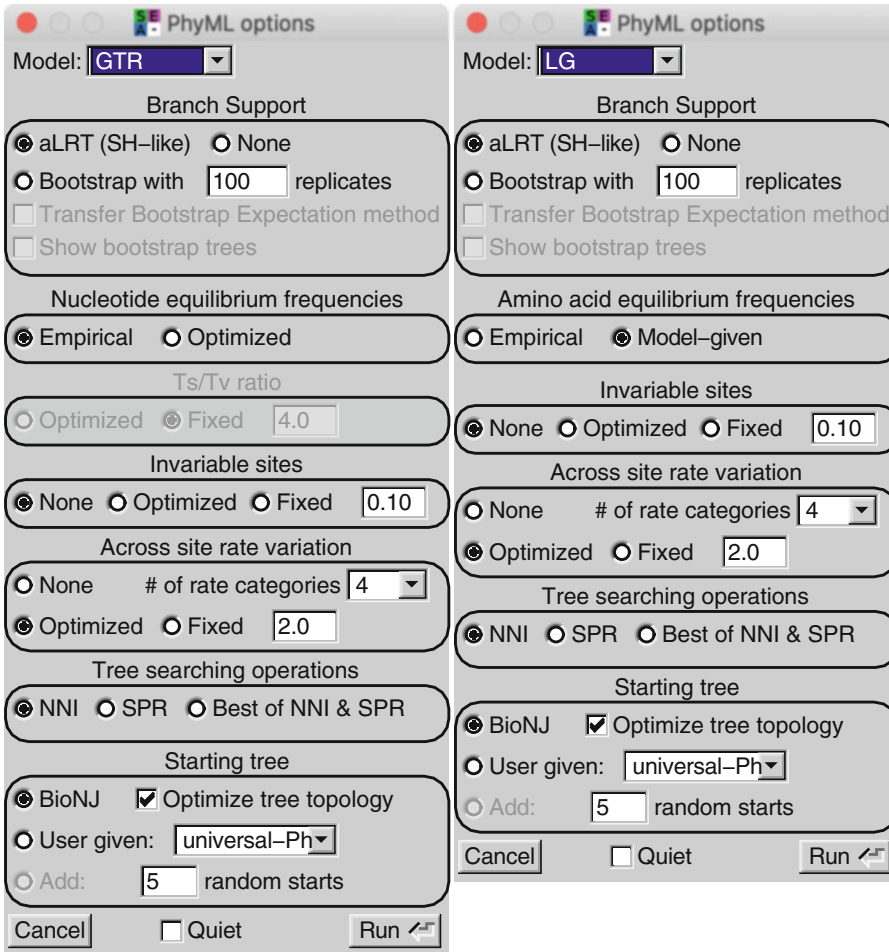 PhyML options
Model: GTR
Branch Support
aLRT (SH-like) None
Bootstrap with 100 replicates
Transfer Bootstrap Expectation method
Show bootstrap trees
Nucleotide equilibrium frequencies
Empirical Optimized
Ts/Tv ratio
Optimized Fixed 4.0
Invariable sites
None Optimized Fixed 0.10
Across site rate variation
None # of rate categories 4
Optimized Fixed 2.0
Tree searching operations
NNI SPR Best of NNI & SPR
Starting tree
BioNJ Optimize tree topology
User given: universal-Ph
Add: 5 random starts
Cancel Quiet Run
PhyML options
Model: LG
Branch Support
aLRT (SH-like) None
Bootstrap with 100 replicates
Transfer Bootstrap Expectation method
Show bootstrap trees
Amino acid equilibrium frequencies
Empirical Model-given
Invariable sites
None Optimized Fixed 0.10
Across site rate variation
None # of rate categories 4
Optimized Fixed 2.0
Tree searching operations
NNI SPR Best of NNI & SPR
Starting tree
BioNJ Optimize tree topology
User given: universal-Ph
Add: 5 random starts
Cancel Quiet Run